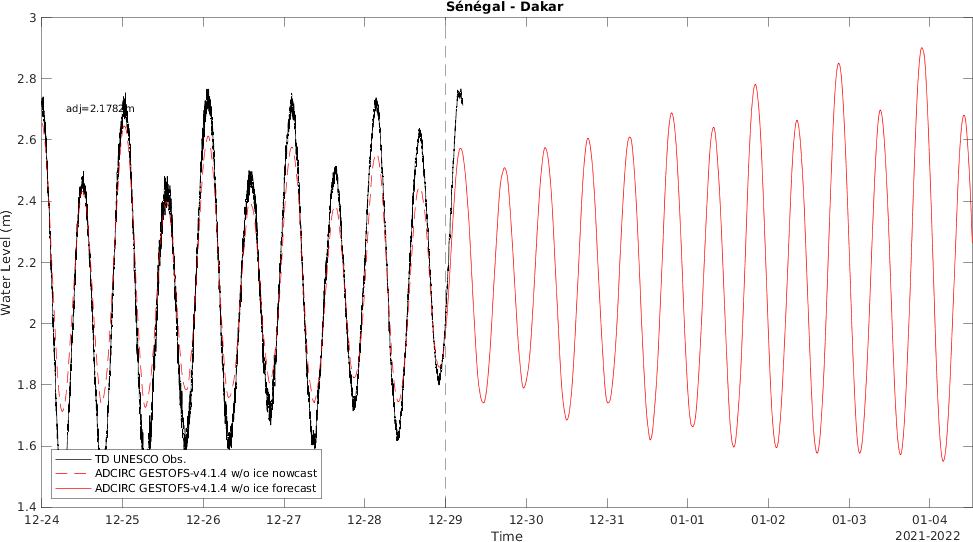 Sénégal - Dakar
Water Level (m)
3
2.8
2.6
2.4
2.2
2
1.8
1.6
1.4
adj=2.1782m
TD UNESCO Obs.
ADCIRC GESTOFS-v4.1.4 w/o ice nowcast
ADCIRC GESTOFS-v4.1.4 w/o ice forecast
12-24 12-25 12-26 12-27 12-28 12-29 12-30 12-31 01-01 01-02 01-03 01-04
Time
2021-2022